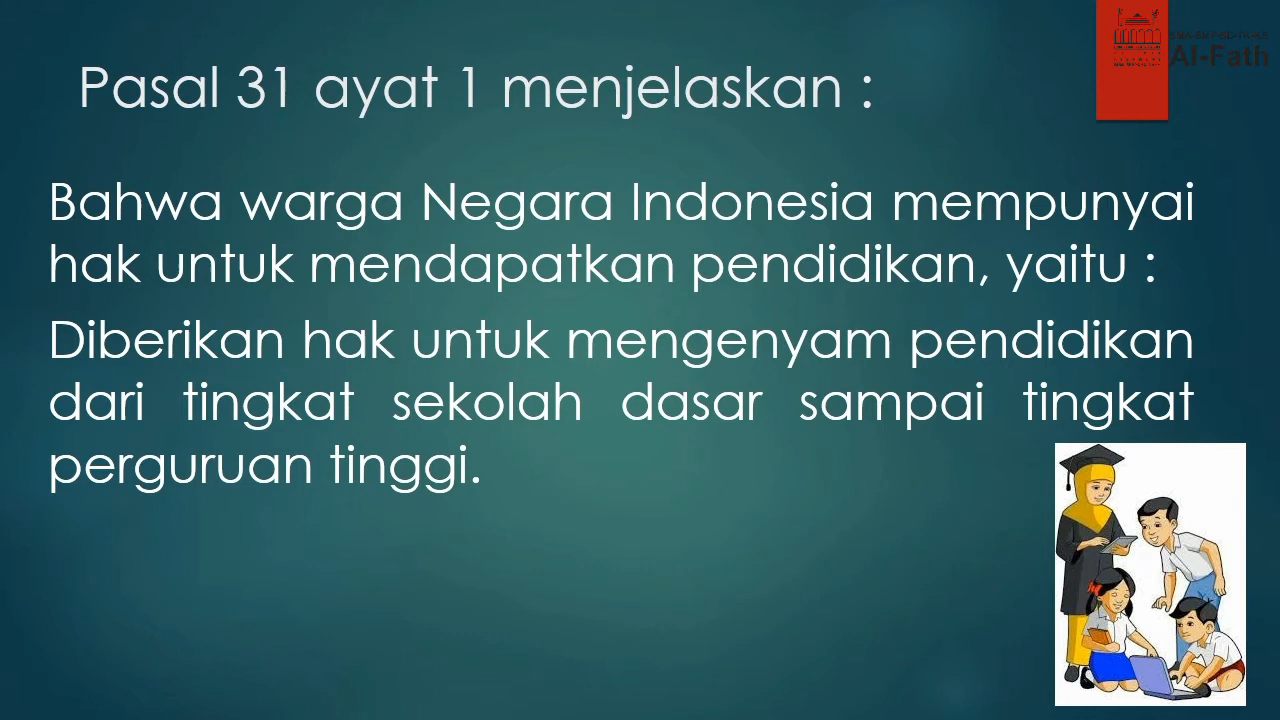 Pasal 31 ayat 1 menjelaskan :
Al-Fath
Bahwa warga Negara Indonesia mempunyai
hak untuk mendapatkan pendidikan, yaitu :
Diberikan hak untuk mengenyam pendidikan
dari tingkat sekolah dasar sampai tingkat
perguruan tinggi.